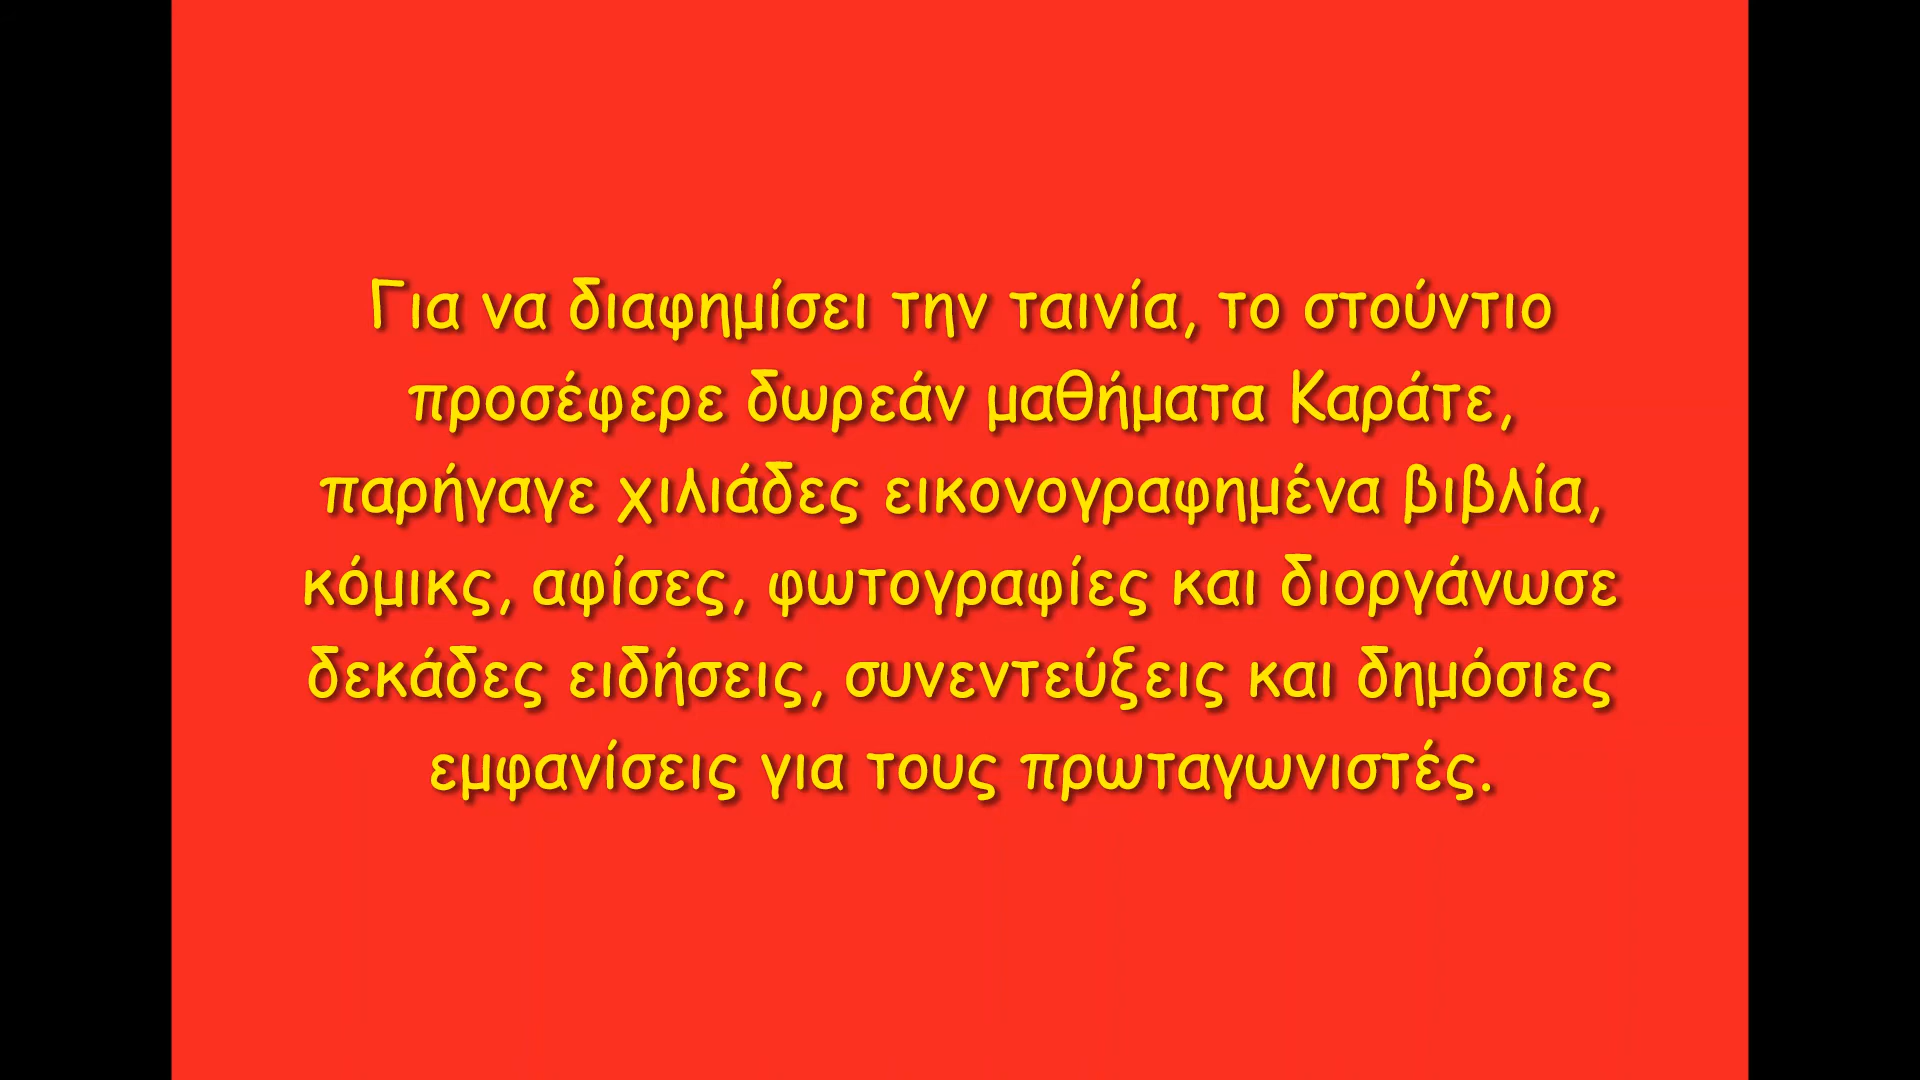 Για να διαφημίσει την ταινία, το στούντιο
προσέφερε δωρεάν μαθήματα Καράτε,
παρήγαγε χιλιάδες εικονογραφημένα βιβλία,
κόμικς, αφίσες, φωτογραφίες και διοργάνωσε
δεκάδες ειδήσεις, συνεντεύξεις και δημόσιες
εμφανίσεις για τους πρωταγωνιστές.